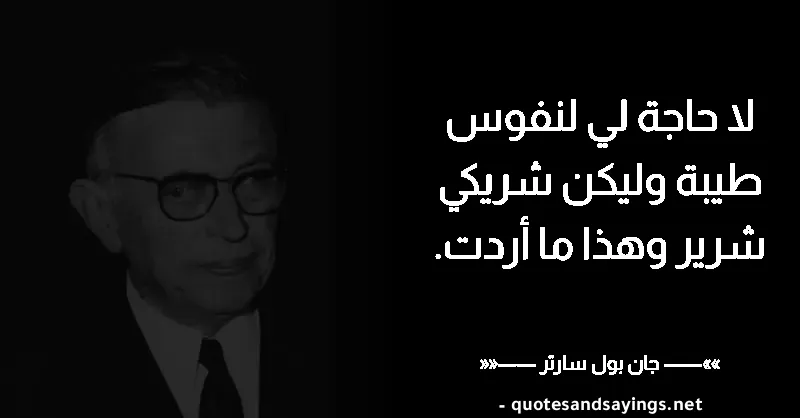 لا حاجة لي لنفوس
طيبة وليكن شريكي
شرير وهذا ما أردت.
»»—— جان بول سارتر ——««
- quotesandsayings.net